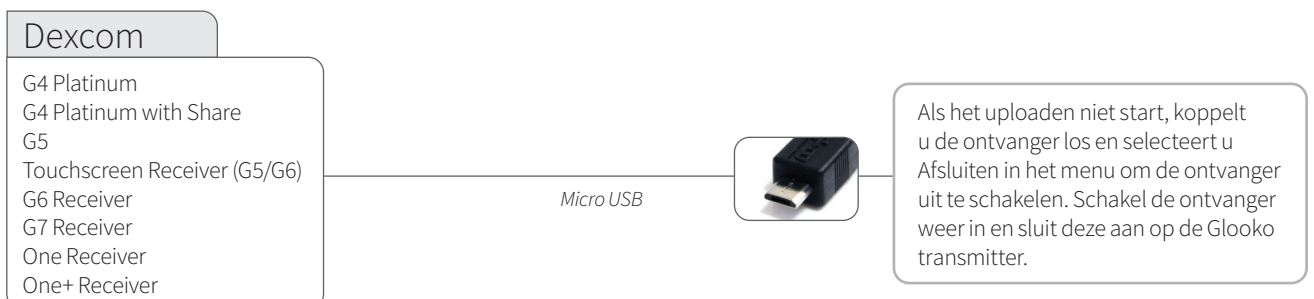 Dexcom
G4 Platinum
G4 Platinum with Share
G5
Touchscreen Receiver (G5/G6)
G6 Receiver
G7 Receiver
One Receiver
One+ Receiver
Micro USB
Als het uploaden niet start, koppelt
u de ontvanger los en selecteert u
Afsluiten in het menu om de ontvanger
uit te schakelen. Schakel de ontvanger
weer in en sluit deze aan op de Glooko
transmitter.